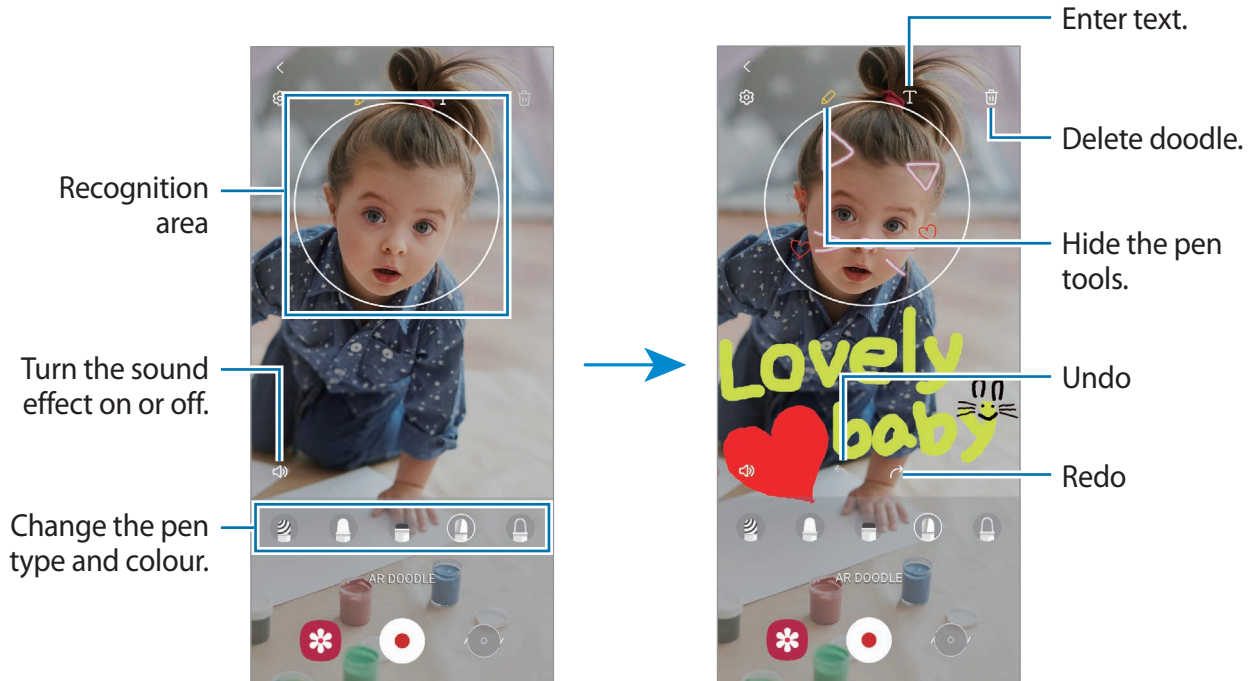 Enter text.
Delete doodle.
Recognition
area
Hide the pen
tools.
Turn the sound
effect on or off.
Lovely
baby
Undo
Redo
Change the pen
type and colour.
T
T
AR DOODLE
AR DOODLE